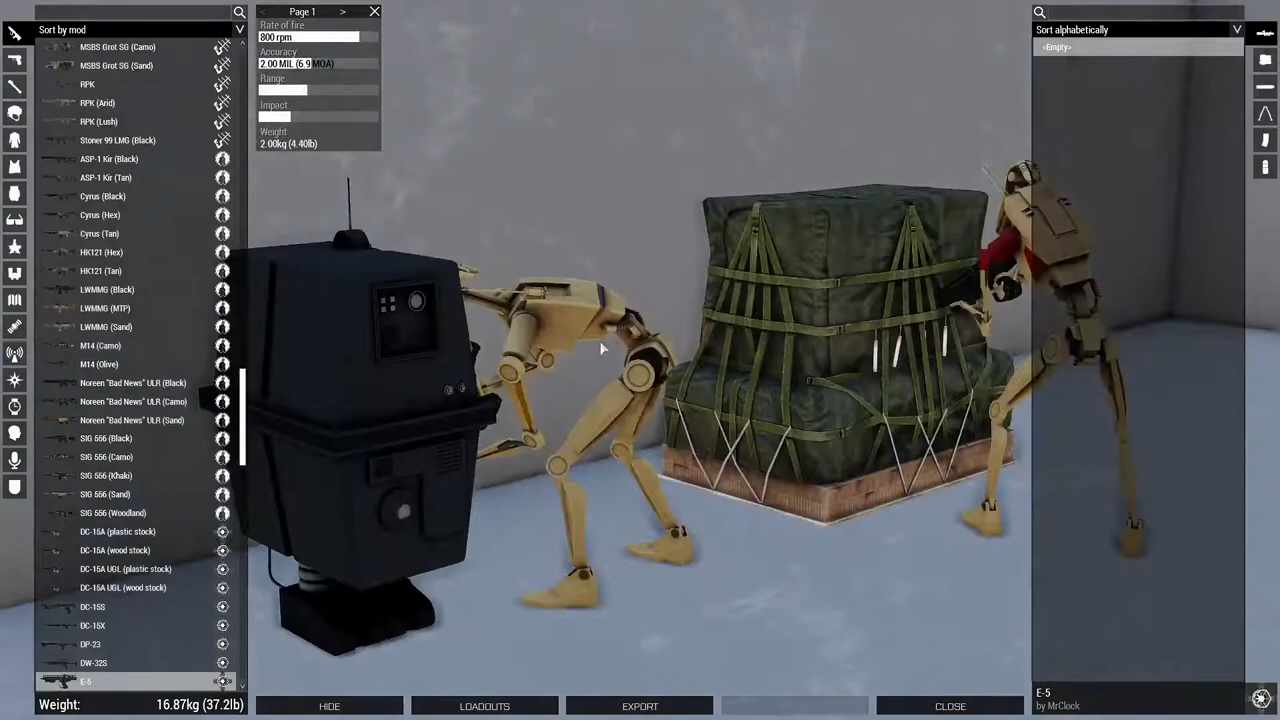 Sort by mod
MSBS Grot SG (Camo)
MSBS Grot SG (Sand)
RPK
RPK (Arid)
RPK (Lush)
Stoner 99 LMG (Black)
ASP-1 Kir (Black)
ASP-1 Kir (Tan)
Cyrus (Black)
Cyrus (Hex)
Cyrus (Tan)
HK121 (Hex)
HK121 (Tan)
LWMMG (Black)
LWMMG (MTP)
LWMMG (Sand)
M14 (Camo)
M14 (Olive)
Noreen "Bad News" ULR (Black)
Noreen "Bad News" ULR (Camo)
Noreen "Bad News" ULR (Sand)
SIG 556 (Black)
SIG 556 (Camo)
SIG 556 (Khaki)
SIG 556 (Sand)
SIG 556 (Woodland)
DC-15A (plastic stock)
DC-15A (wood stock)
DC-15A UGL (plastic stock)
DC-15A UGL (wood stock)
DC-15S
DC-15X
DP-23
DW-32S
E-5
Weight: 16.87kg (37.2lb)
Page 1 >
Rate of fire
800 rpm
Accuracy
2.00 MIL (6.9 MOA)
Range
Impact
Weight
2.00kg (4.40lb)
Sort alphabetically
<Empty>
E-5
by MrClock
HIDE
LOADOUTS
EXPORT
CLOSE